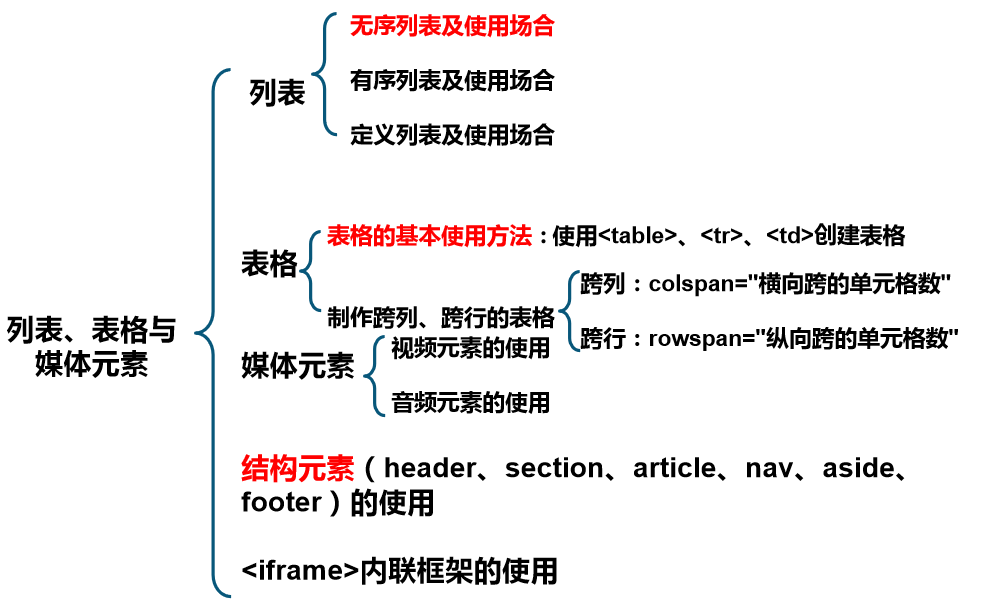 列表、表格与
媒体元素
列表
无序列表及使用场合
有序列表及使用场合
定义列表及使用场合
表格
表格的基本使用方法：使用<table>、<tr>、<td>创建表格
制作跨列、跨行的表格
跨列：colspan="横向跨的单元格数"
跨行：rowspan="纵向跨的单元格数"
媒体元素
视频元素的使用
音频元素的使用
结构元素（header、section、article、nav、aside、
footer）的使用
<iframe>内联框架的使用